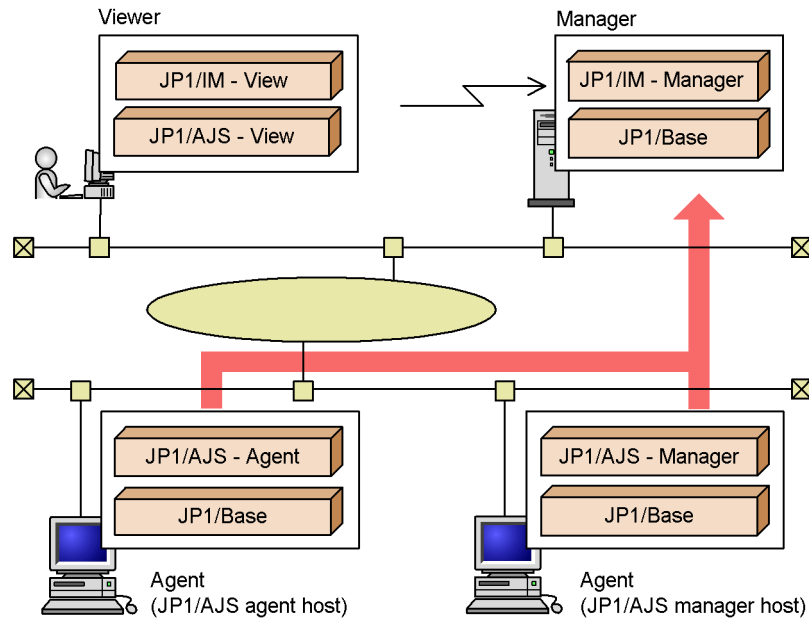 Viewer
Manager
JP1/IM - View
JP1/AJS - View
JP1/IM - Manager
JP1/Base
JP1/AJS - Agent
JP1/Base
JP1/AJS - Manager
JP1/Base
Agent
(JP1/AJS agent host)
Agent
(JP1/AJS manager host)